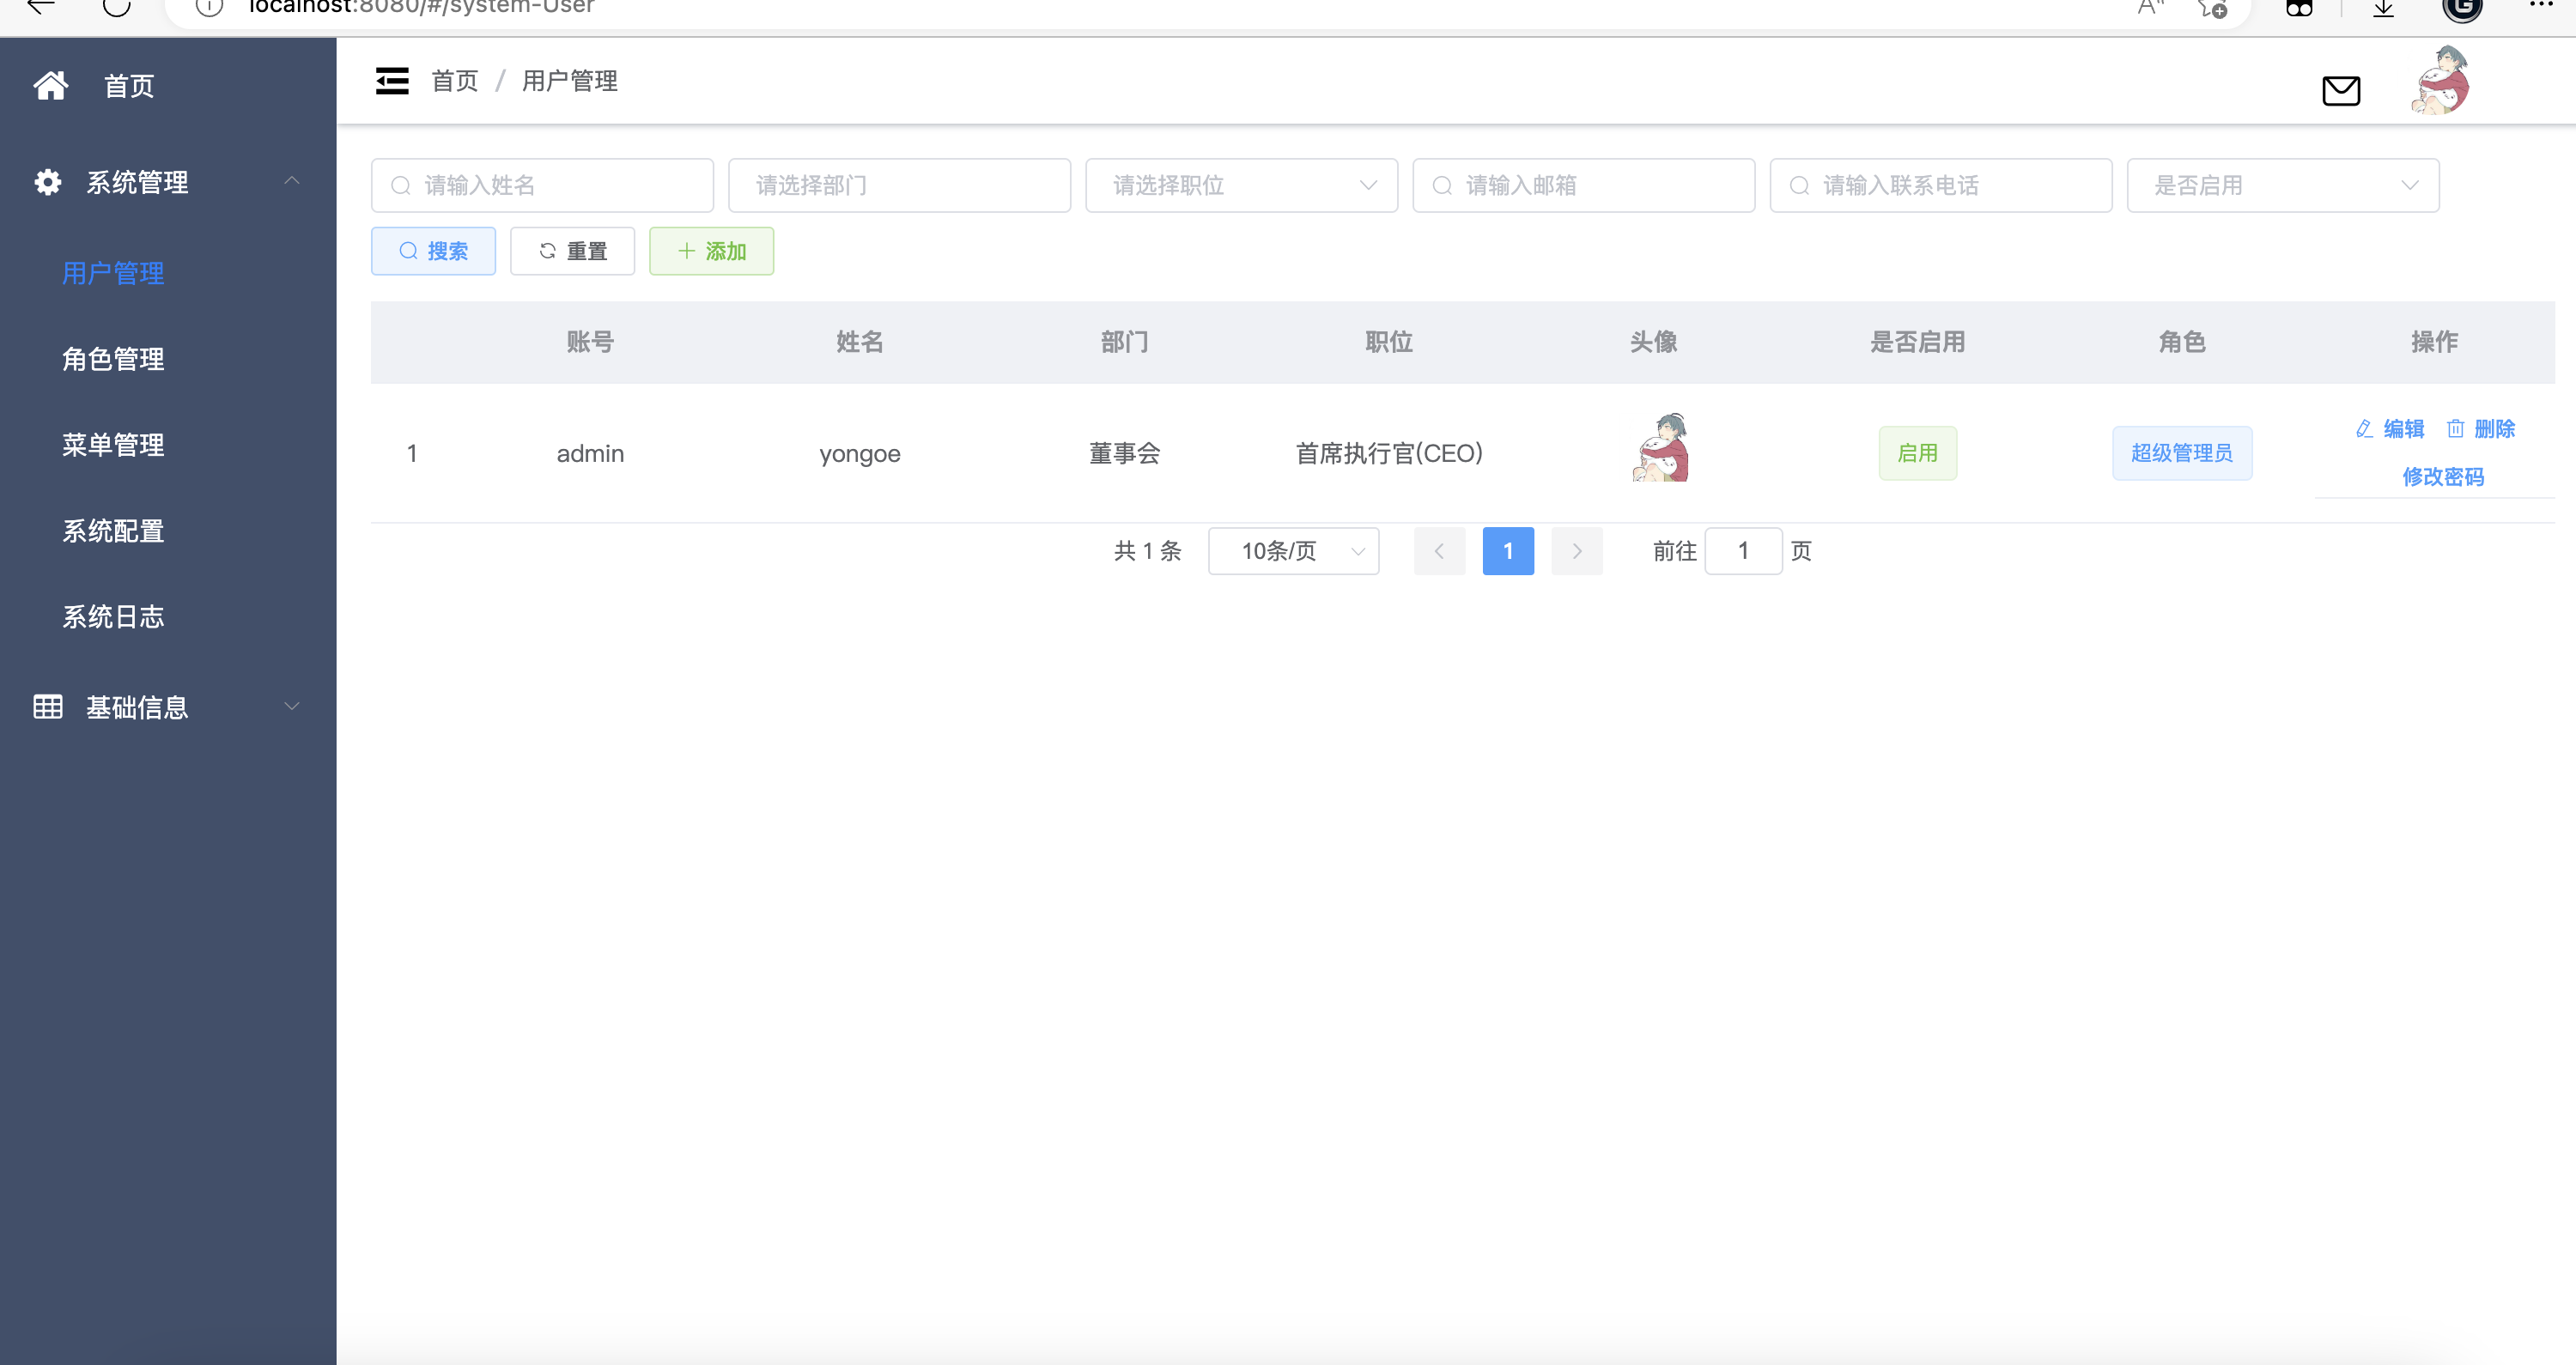 localhost:8080/#/system-User
首页
系统管理
用户管理
角色管理
菜单管理
系统配置
系统日志
基础信息
首页 / 用户管理
请输入姓名 请选择部门 请选择职位 请输入邮箱 请输入联系电话 是否启用
搜索 重置 添加
账号 姓名 部门 职位 头像 是否启用 角色 操作
1 admin yongoe 董事会 首席执行官(CEO) 启用 超级管理员 编辑 删除
修改密码
共 1 条 10条/页 1 前往 1 页